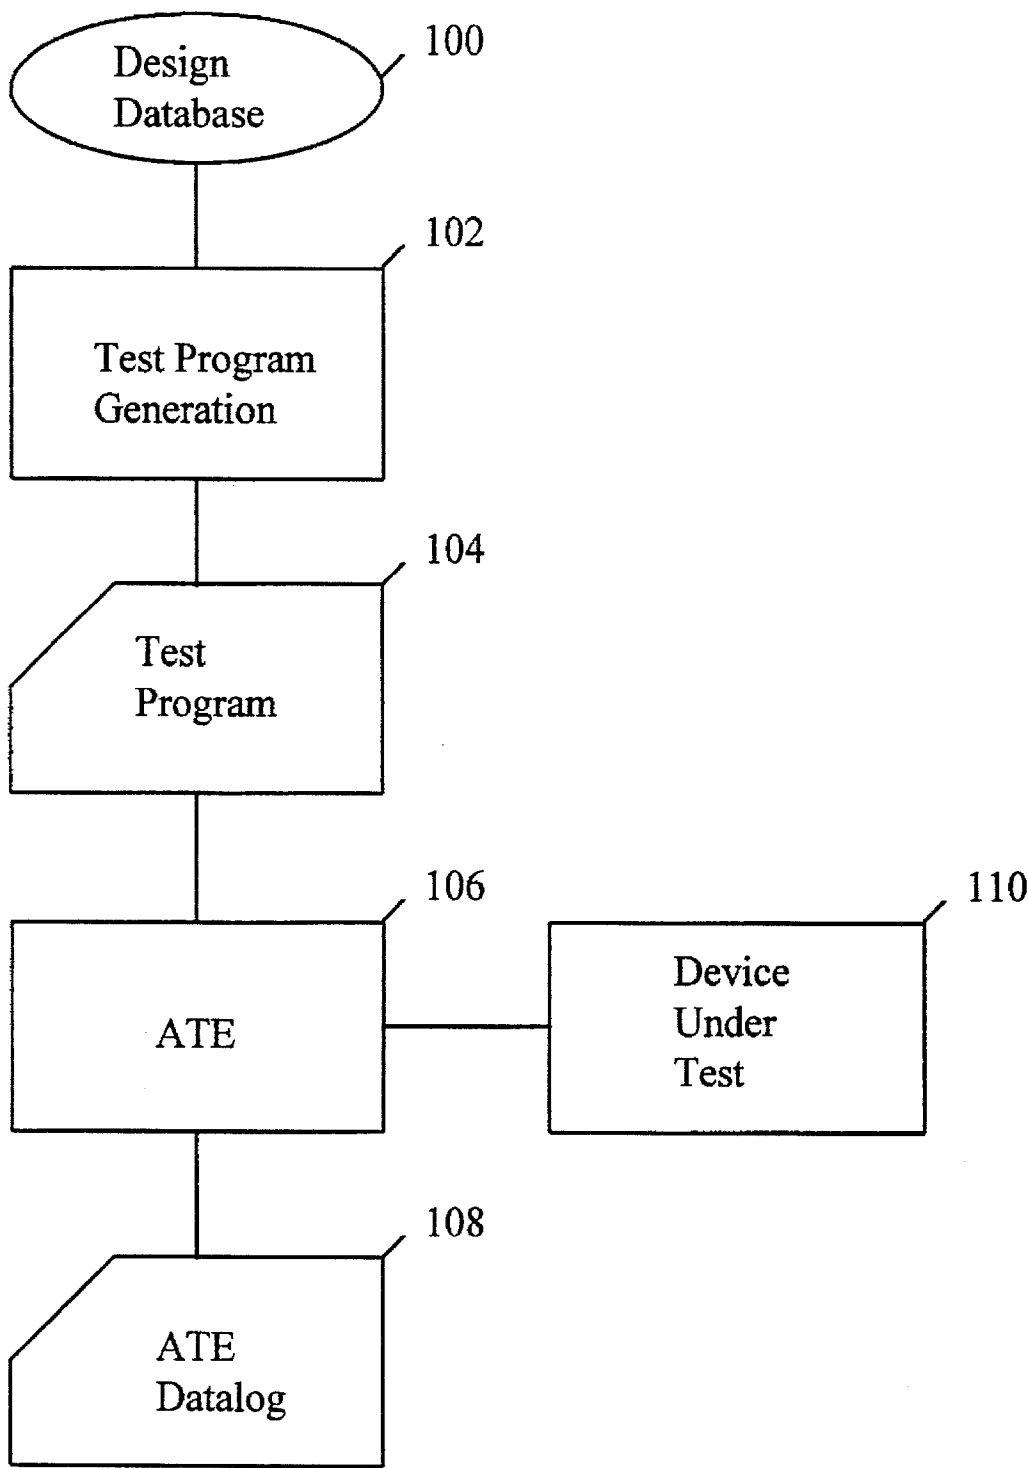 100
Design
Database
102
Test Program
Generation
104
Test
Program
106
110
ATE
Device
Under
Test
108
ATE
Datalog